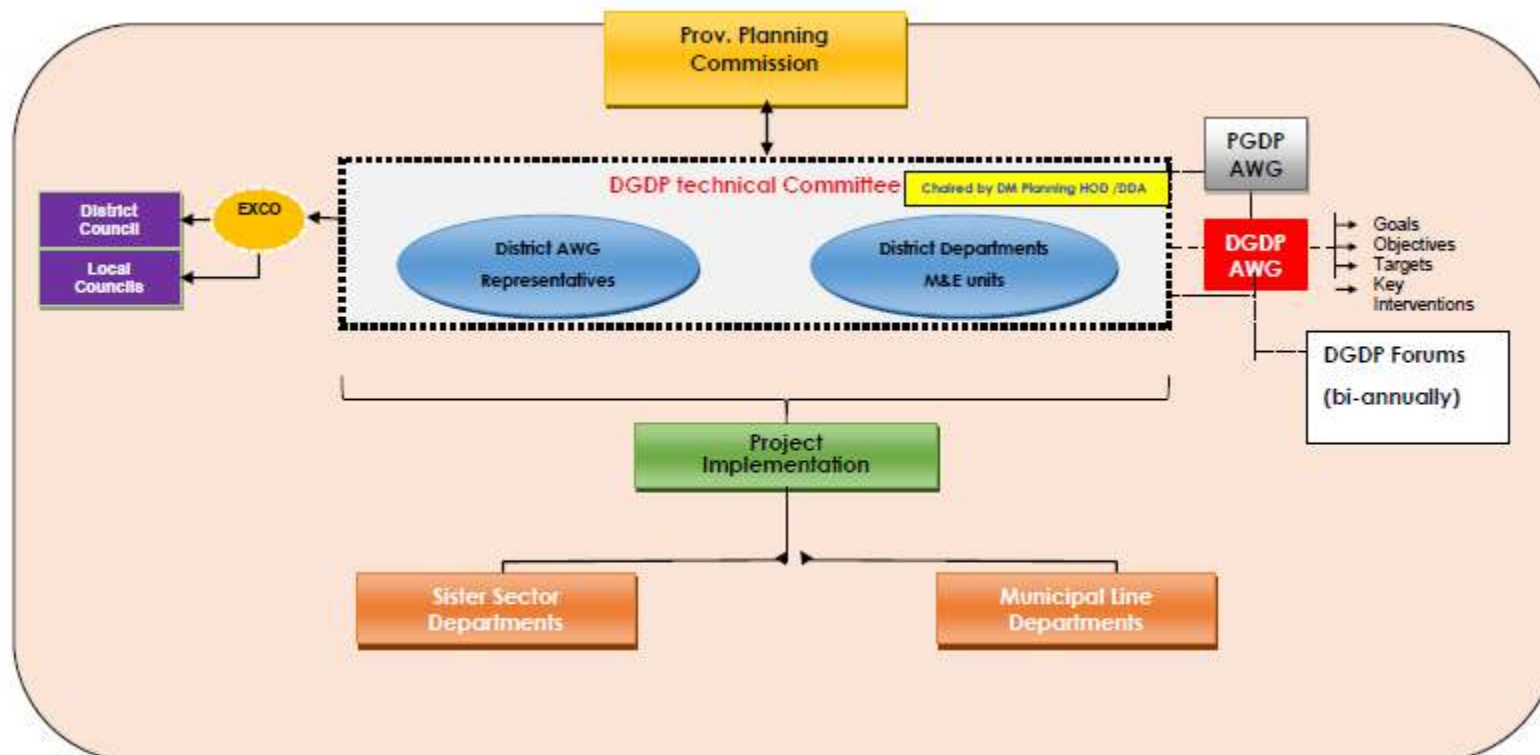 Prov. Planning
Commission
PGDP
AWG
DGDP technical Committee
Chaired by DM Planning HOD /DDA
District
Council
EXCO
Local
Councils
District AWG
Representatives
District Departments
M&E units
DGDP
AWG
Goals
Objectives
Targets
Key
Interventions
DGDP Forums
(bi-annually)
Project
Implementation
Sister Sector
Departments
Municipal Line
Departments